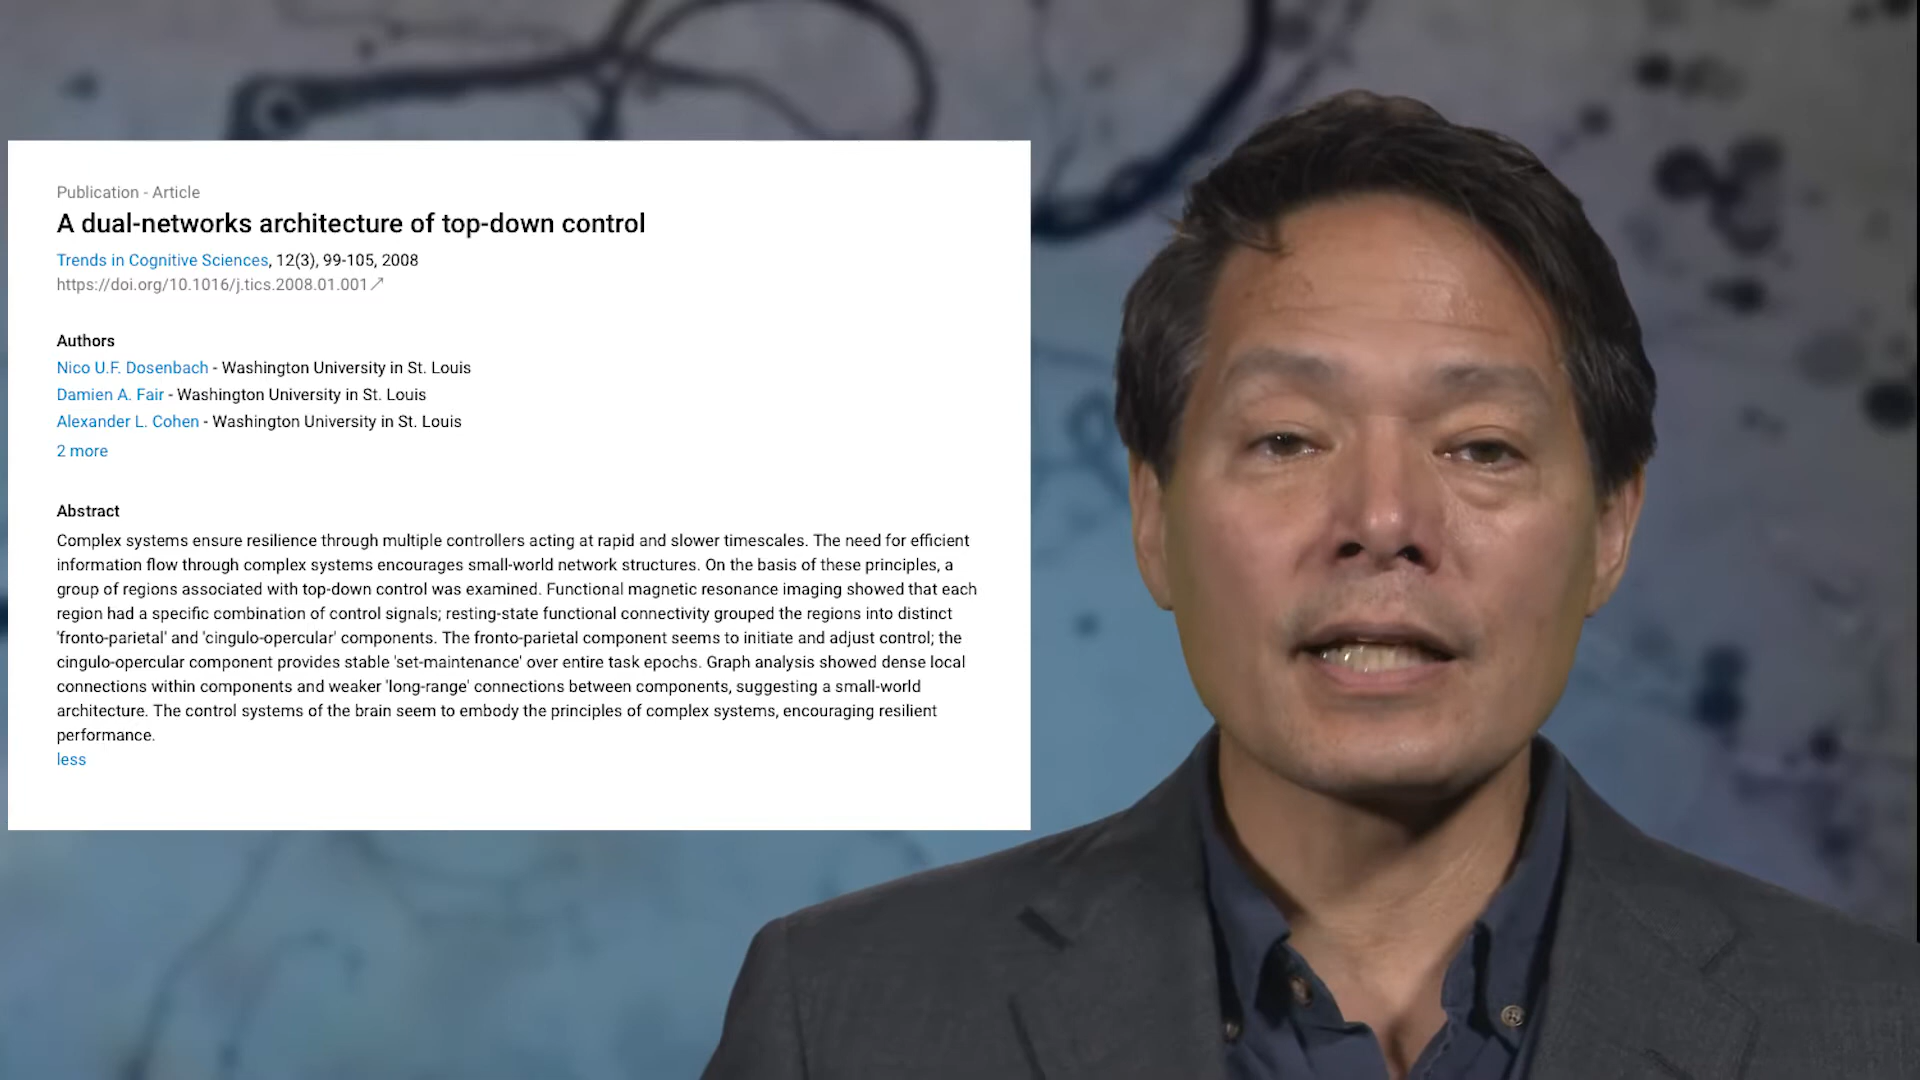 Publication - Article
A dual-networks architecture of top-down control
Trends in Cognitive Sciences, 12(3), 99-105, 2008
https://doi.org/10.1016/j.tics.2008.01.001↗
Authors
Nico U.F. Dosenbach - Washington University in St. Louis
Damien A. Fair - Washington University in St. Louis
Alexander L. Cohen - Washington University in St. Louis
2 more
Abstract
Complex systems ensure resilience through multiple controllers acting at rapid and slower timescales. The need for efficient
information flow through complex systems encourages small-world network structures. On the basis of these principles, a
group of regions associated with top-down control was examined. Functional magnetic resonance imaging showed that each
region had a specific combination of control signals; resting-state functional connectivity grouped the regions into distinct
'fronto-parietal' and 'cingulo-opercular' components. The fronto-parietal component seems to initiate and adjust control; the
cingulo-opercular component provides stable 'set-maintenance' over entire task epochs. Graph analysis showed dense local
connections within components and weaker 'long-range' connections between components, suggesting a small-world
architecture. The control systems of the brain seem to embody the principles of complex systems, encouraging resilient
performance.
less